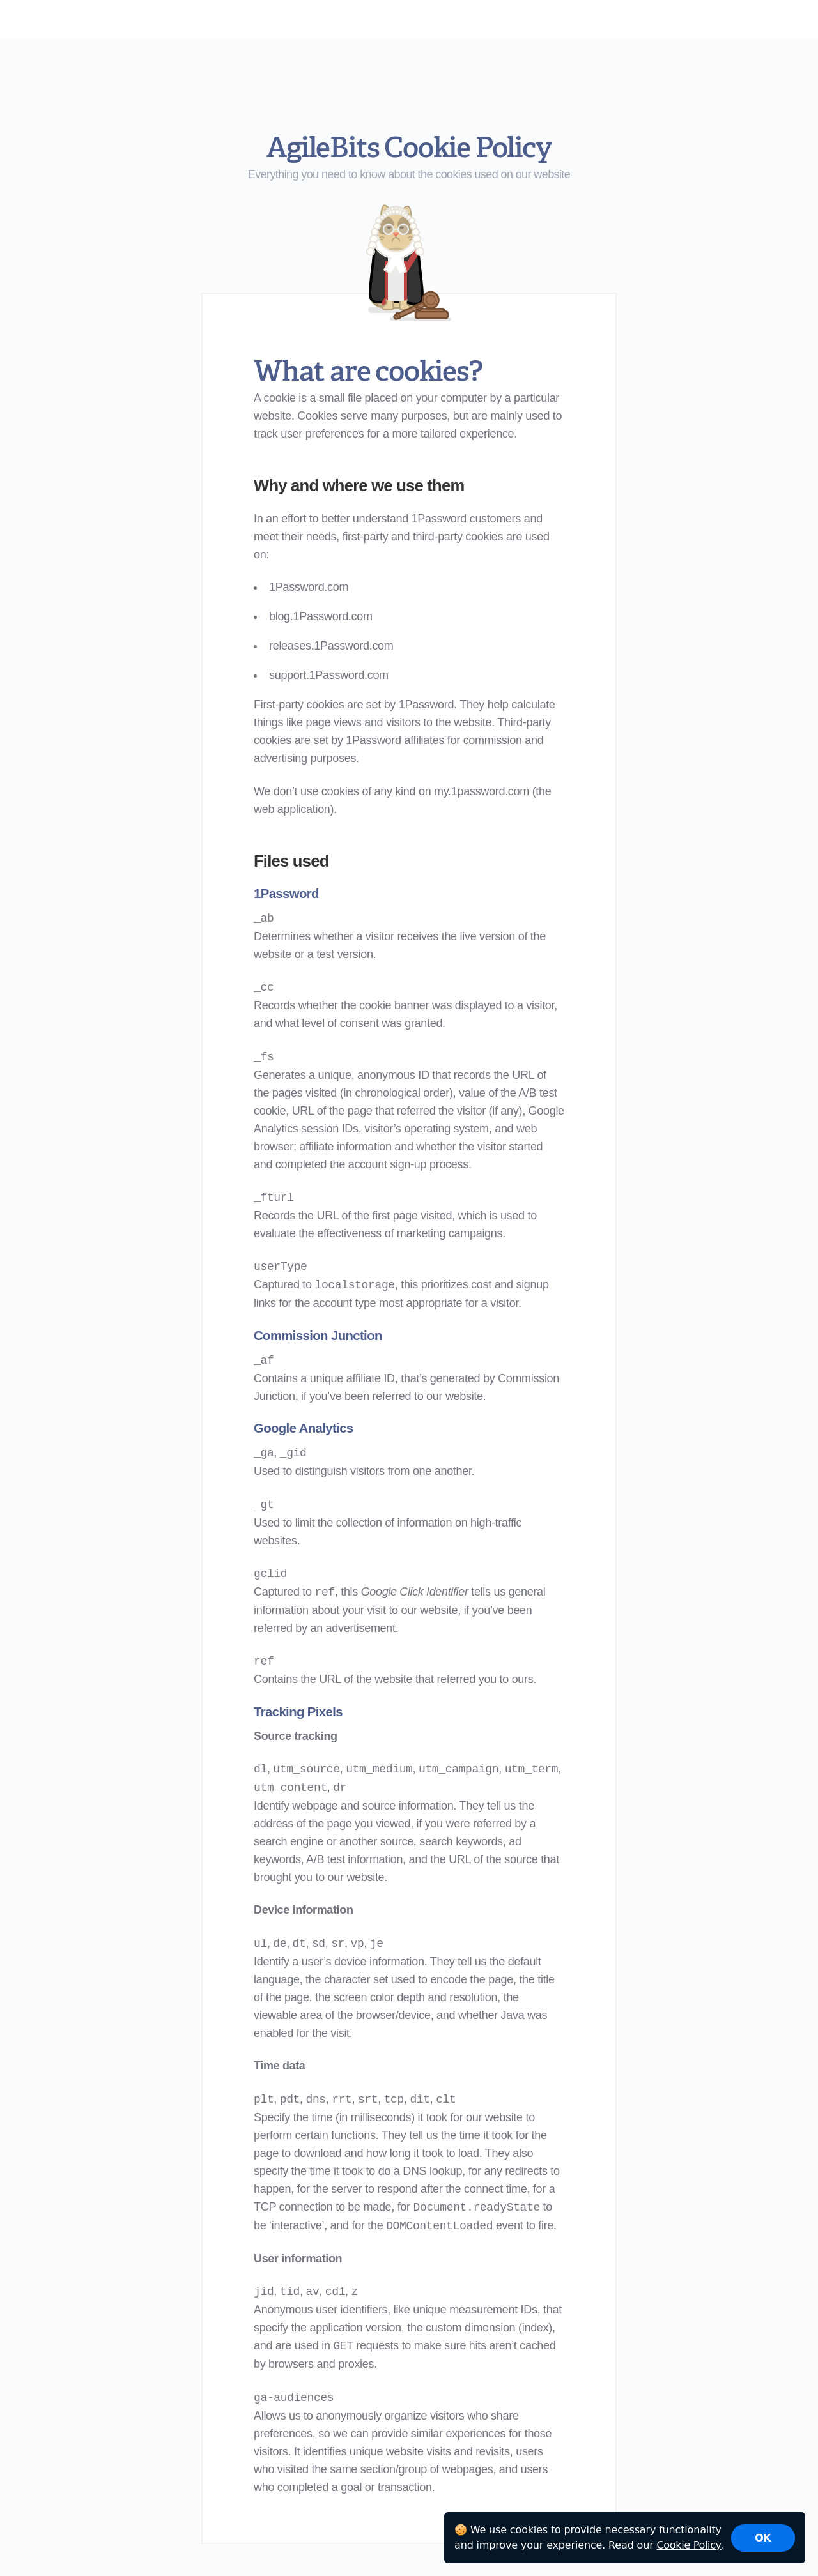 AgileBits Cookie Policy
Everything you need to know about the cookies used on our website
What are cookies?
A cookie is a small file placed on your computer by a particular
website. Cookies serve many purposes, but are mainly used to
track user preferences for a more tailored experience.
Why and where we use them
In an effort to better understand 1Password customers and
meet their needs, first-party and third-party cookies are used
on:
• 1Password.com
• blog.1Password.com
• releases.1Password.com
• support.1Password.com
First-party cookies are set by 1Password. They help calculate
things like page views and visitors to the website. Third-party
cookies are set by 1Password affiliates for commission and
advertising purposes.
We don’t use cookies of any kind on my.1password.com (the
web application).
Files used
1Password
_ab
Determines whether a visitor receives the live version of the
website or a test version.
_cc
Records whether the cookie banner was displayed to a visitor,
and what level of consent was granted.
_fs
Generates a unique, anonymous ID that records the URL of
the pages visited (in chronological order), value of the A/B test
cookie, URL of the page that referred the visitor (if any), Google
Analytics session IDs, visitor’s operating system, and web
browser; affiliate information and whether the visitor started
and completed the account sign-up process.
_fturl
Records the URL of the first page visited, which is used to
evaluate the effectiveness of marketing campaigns.
userType
Captured to localstorage, this prioritizes cost and signup
links for the account type most appropriate for a visitor.
Commission Junction
_af
Contains a unique affiliate ID, that’s generated by Commission
Junction, if you’ve been referred to our website.
Google Analytics
_ga, _gid
Used to distinguish visitors from one another.
_gt
Used to limit the collection of information on high-traffic
websites.
gclid
Captured to ref, this Google Click Identifier tells us general
information about your visit to our website, if you’ve been
referred by an advertisement.
ref
Contains the URL of the website that referred you to ours.
Tracking Pixels
Source tracking
dl, utm_source, utm_medium, utm_campaign, utm_term,
utm_content, dr
Identify webpage and source information. They tell us the
address of the page you viewed, if you were referred by a
search engine or another source, search keywords, ad
keywords, A/B test information, and the URL of the source that
brought you to our website.
Device information
ul, de, dt, sd, sr, vp, je
Identify a user’s device information. They tell us the default
language, the character set used to encode the page, the title
of the page, the screen color depth and resolution, the
viewable area of the browser/device, and whether Java was
enabled for the visit.
Time data
plt, pdt, dns, rrt, srt, tcp, dit, clt
Specify the time (in milliseconds) it took for our website to
perform certain functions. They tell us the time it took for the
page to download and how long it took to load. They also
specify the time it took to do a DNS lookup, for any redirects to
happen, for the server to respond after the connect time, for a
TCP connection to be made, for Document.readyState to
be ‘interactive’, and for the DOMContentLoaded event to fire.
User information
jid, tid, av, cd1, z
Anonymous user identifiers, like unique measurement IDs, that
specify the application version, the custom dimension (index),
and are used in GET requests to make sure hits aren’t cached
by browsers and proxies.
ga-audiences
Allows us to anonymously organize visitors who share
preferences, so we can provide similar experiences for those
visitors. It identifies unique website visits and revisits, users
who visited the same section/group of webpages, and users
who completed a goal or transaction.
🍪 We use cookies to provide necessary functionality
and improve your experience. Read our Cookie Policy.
OK